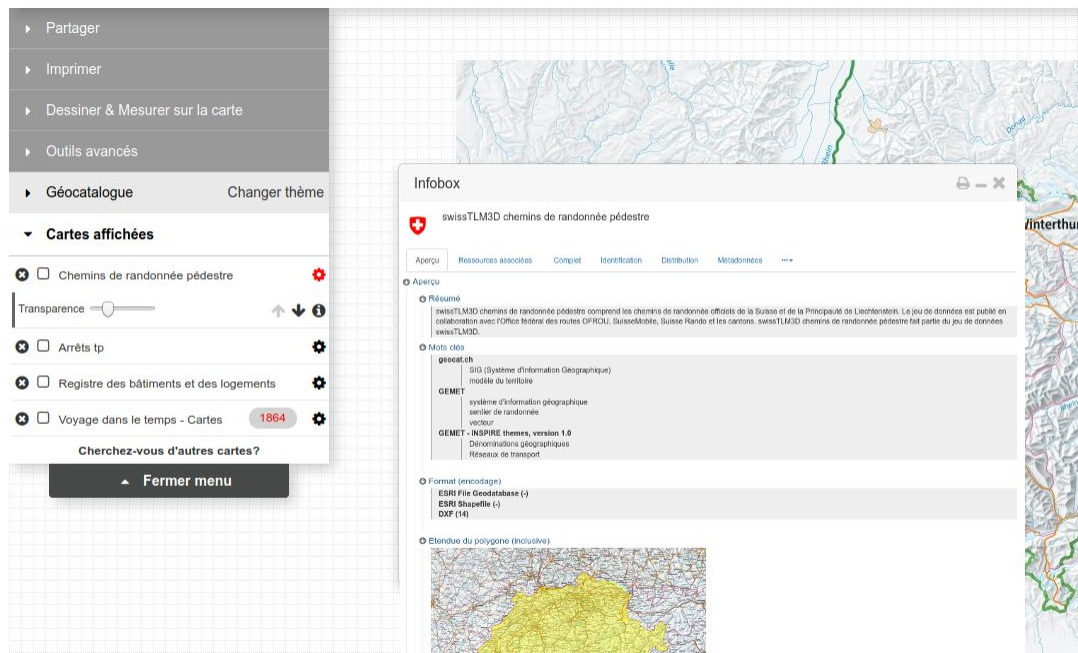 Partager
Imprimer
Dessiner & Mesurer sur la carte
Outils avancés
Géocatalogue Changer thème
Cartes affichées
Chemins de randonnée pédestre
Transparence
Arrêts tp
Registre des bâtiments et des logements
Voyage dans le temps - Cartes 1864
Cherchez-vous d'autres cartes?
Fermer menu
Infobox
swissTLM3D chemins de randonnée pédestre
Aperçu Ressources associées Complet Identification Distribution Métadonnées
Aperçu
Résumé
swissTLM3D chemins de randonnée pédestre comprend les chemins de randonnée officiels de la Suisse et de la Principauté de Liechtenstein. Le jeu de données est publié en
collaboration avec l'Office fédéral des routes OFROU, SuisseMobile, Suisse Rando et les cantons. swissTLM3D chemins de randonnée pédestre fait partie du jeu de données
swissTLM3D.
Mots clés
geocat.ch
SIG (Système d'Information Géographique)
modèle du territoire
GEMET
système d'information géographique
sentier de randonnée
vecteur
GEMET - INSPIRE themes, version 1.0
Dénominations géographiques
Réseaux de transport
Format (encodage)
ESRI File Geodatabase (-)
ESRI Shapefile (-)
DXF (14)
Etendue du polygone (inclusive)
Rhein
Donau
Winterthu
Rhein